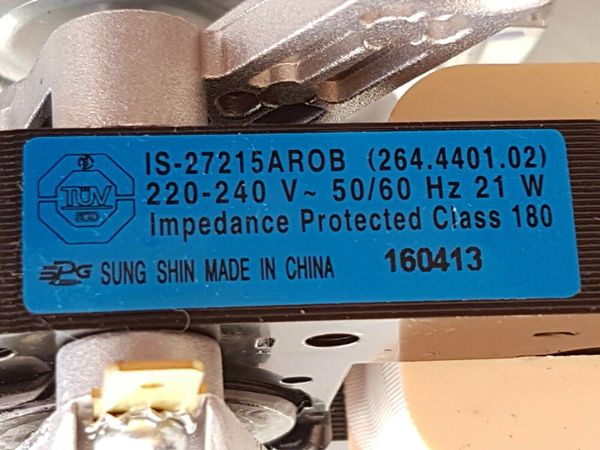 TÜV
SÜD
IS-27215AROB (264.4401.02)
220-240 V~ 50/60 Hz 21 W
Impedance Protected Class 180
SPG SUNG SHIN MADE IN CHINA 160413